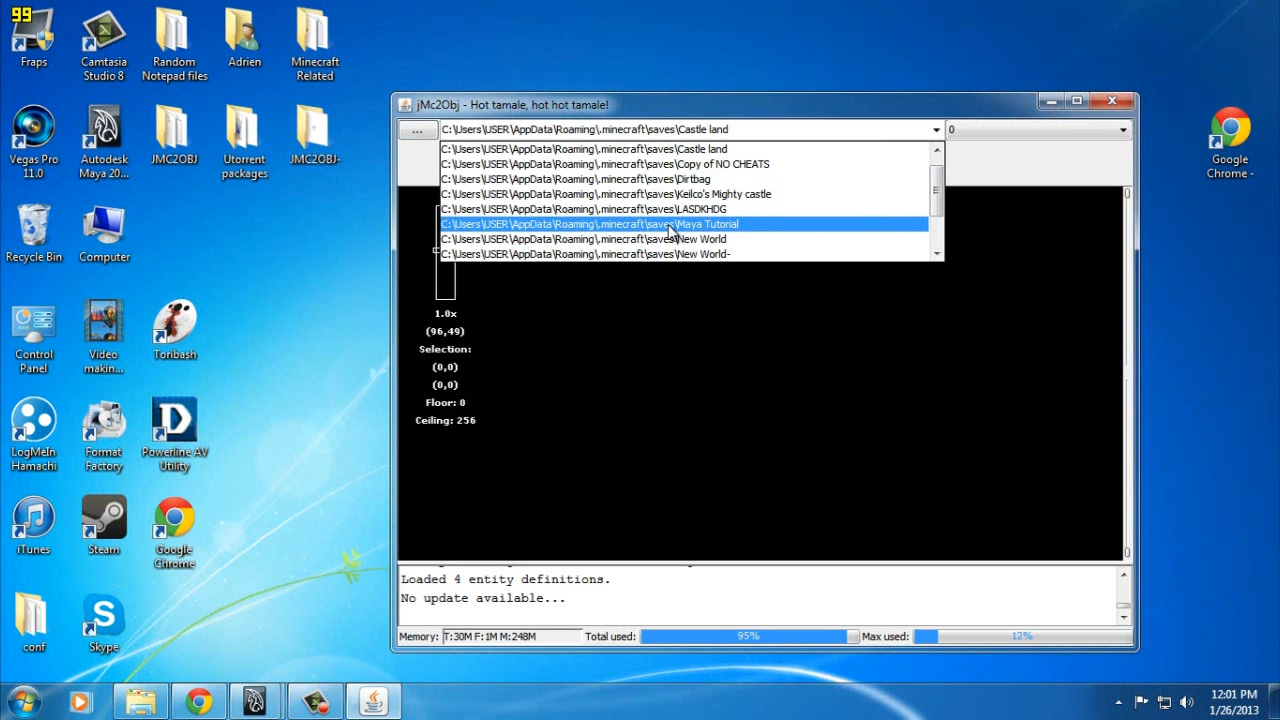 99
Fraps
Camtasia
Studio 8
Random
Notepad files
Adrien
Minecraft
Related
Vegas Pro
11.0
Autodesk
Maya 20...
JMC2OBJ
Utorrent
packages
JMC2OBJ-
Recycle Bin
Computer
Control
Panel
Video
makin...
Toribash
LogMeIn
Hamachi
Format
Factory
Powerline AV
Utility
iTunes
Steam
Google
Chrome
conf
Skype
jMc2Obj - Hot tamale, hot hot tamale!
... C:\Users\USER\AppData\Roaming\.minecraft\saves\Castle land 0
C:\Users\USER\AppData\Roaming\.minecraft\saves\Castle land
C:\Users\USER\AppData\Roaming\.minecraft\saves\Copy of NO CHEATS
C:\Users\USER\AppData\Roaming\.minecraft\saves\Dirtbag
C:\Users\USER\AppData\Roaming\.minecraft\saves\Keilco's Mighty castle
C:\Users\USER\AppData\Roaming\.minecraft\saves\LASDKHDG
C:\Users\USER\AppData\Roaming\.minecraft\saves\Maya Tutorial
C:\Users\USER\AppData\Roaming\.minecraft\saves\New World
C:\Users\USER\AppData\Roaming\.minecraft\saves\New World-
1.0x
(96,49)
Selection:
(0,0)
(0,0)
Floor: 0
Ceiling: 256
Loaded 4 entity definitions.
No update available...
Memory: T:30M F:1M M:248M Total used: 95% Max used: 12%
Google
Chrome -
12:01 PM
1/26/2013